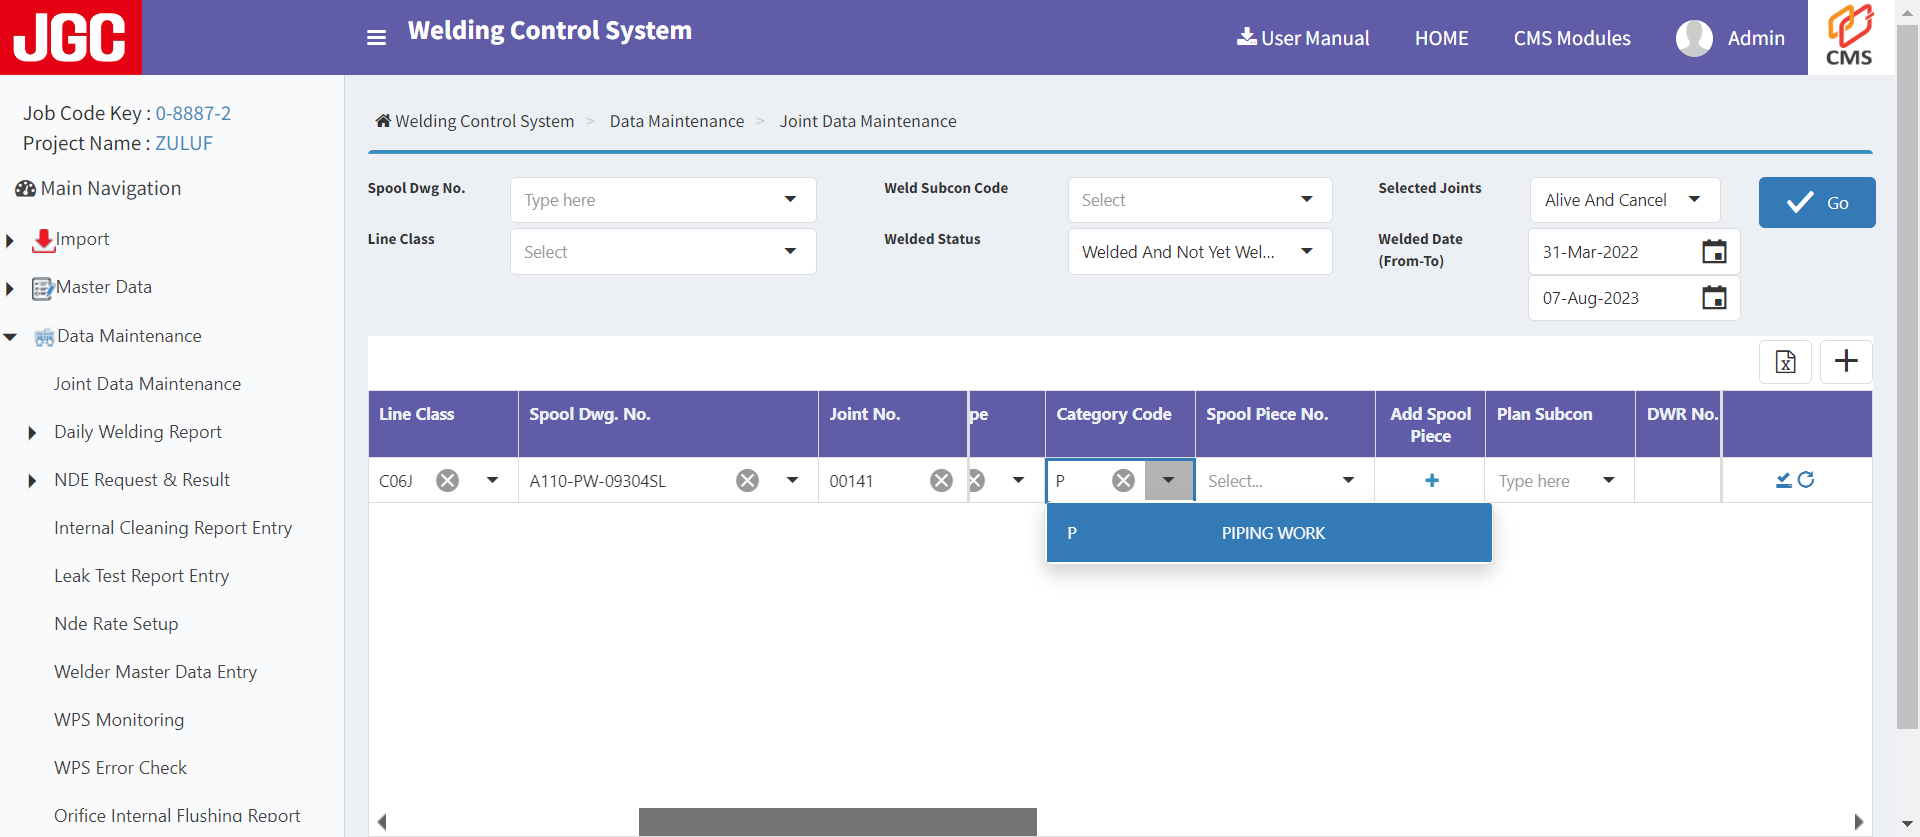 JGC
Welding Control System
User Manual
HOME
CMS Modules
Admin
CMS
Job Code Key : 0-8887-2
Project Name : ZULUF
Main Navigation
Import
Master Data
Data Maintenance
Joint Data Maintenance
Daily Welding Report
NDE Request & Result
Internal Cleaning Report Entry
Leak Test Report Entry
Nde Rate Setup
Welder Master Data Entry
WPS Monitoring
WPS Error Check
Orifice Internal Flushing Report
Welding Control System > Data Maintenance > Joint Data Maintenance
Spool Dwg No. Type here
Weld Subcon Code Select
Selected Joints Alive And Cancel
Go
Line Class Select
Welded Status Welded And Not Yet Wel...
Welded Date
(From-To)
31-Mar-2022
07-Aug-2023
Line Class
Spool Dwg. No.
Joint No.
pe
Category Code
Spool Piece No.
Add Spool
Piece
Plan Subcon
DWR No.
C06J
A110-PW-09304SL
00141
P
Select...
Type here
P PIPING WORK